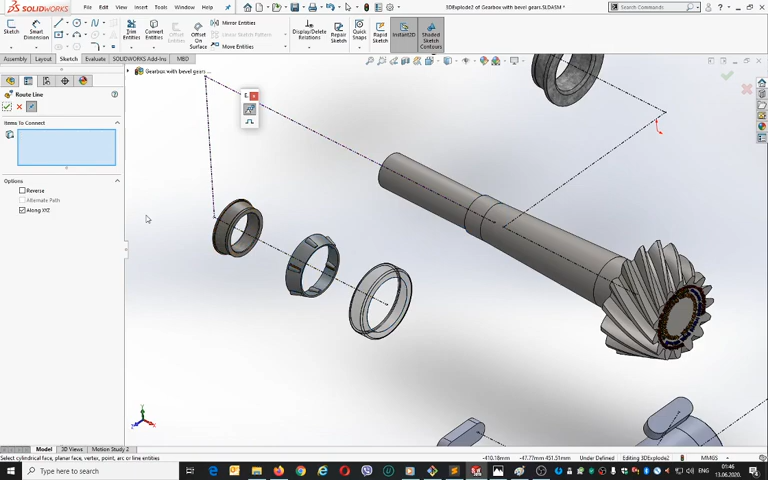 SOLIDWORKS
File Edit View Insert Tools Window
3DExplode2 of Gearbox with bevel gears.SLDASM *
Search Commands
Sketch
Smart Dimension
Trim Entities
Convert Entities
Offset Entities
Offset On Surface
Mirror Entities
Linear Sketch Pattern
Move Entities
Display/Delete Relations
Repair Sketch
Quick Snaps
Rapid Sketch
Instant2D
Shaded Sketch Contours
Assembly Layout Sketch Evaluate SOLIDWORKS Add-Ins MBD
Gearbox with bevel gears...
Route Line
Items To Connect
Options
Reverse
Alternate Path
Along XYZ
Model 3D Views Motion Study 2
Select cylindrical face, planar face, vertex, point, arc or line entities
-410.18mm -47.77mm 451.51mm Under Defined Editing 3DExplode2 MMGS
Type here to search
ENG
01:46
13.06.2020.